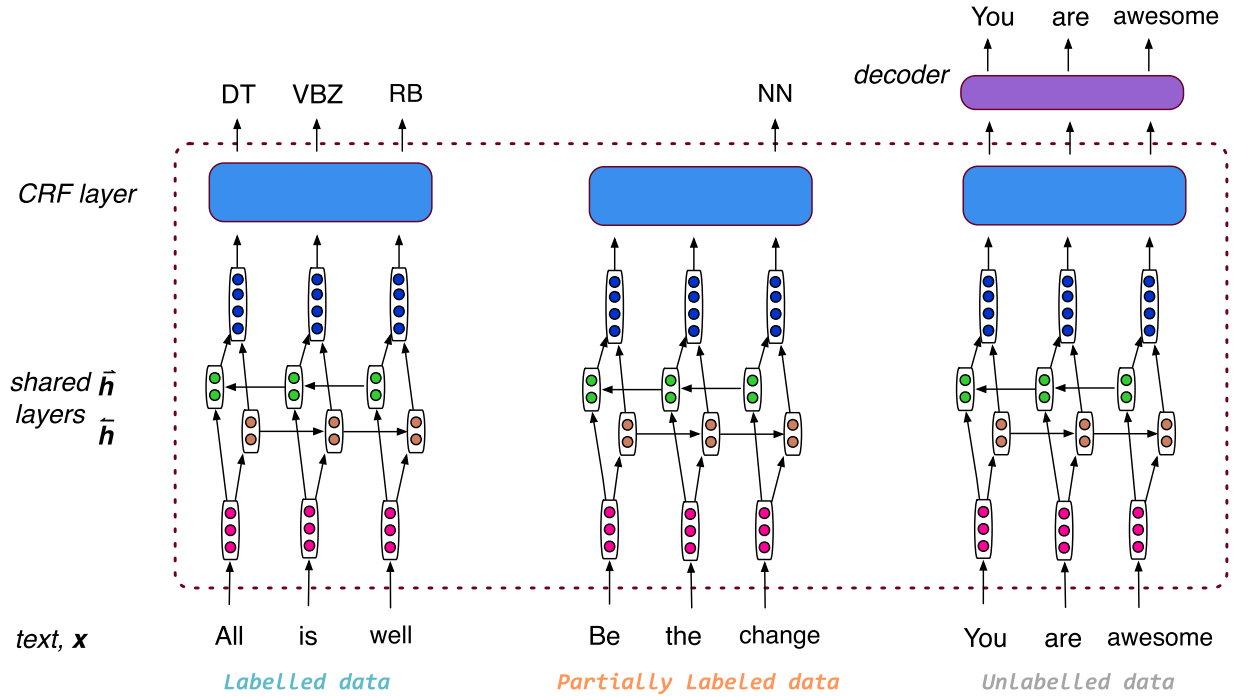 You are awesome
decoder
DT VBZ RB NN
CRF layer
shared h⃗
layers h⃖
text, x All is well Be the change You are awesome
Labelled data Partially Labeled data Unlabelled data